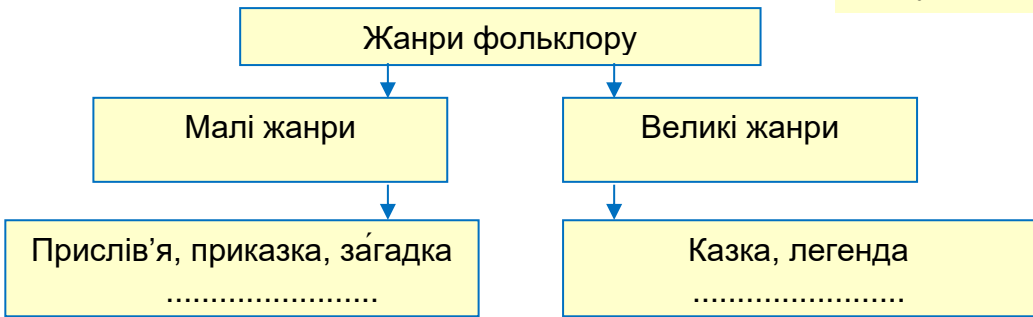 Жанри фольклору
Малі жанри
Великі жанри
Прислів’я, приказка, за́гадка
........................
Казка, легенда
........................